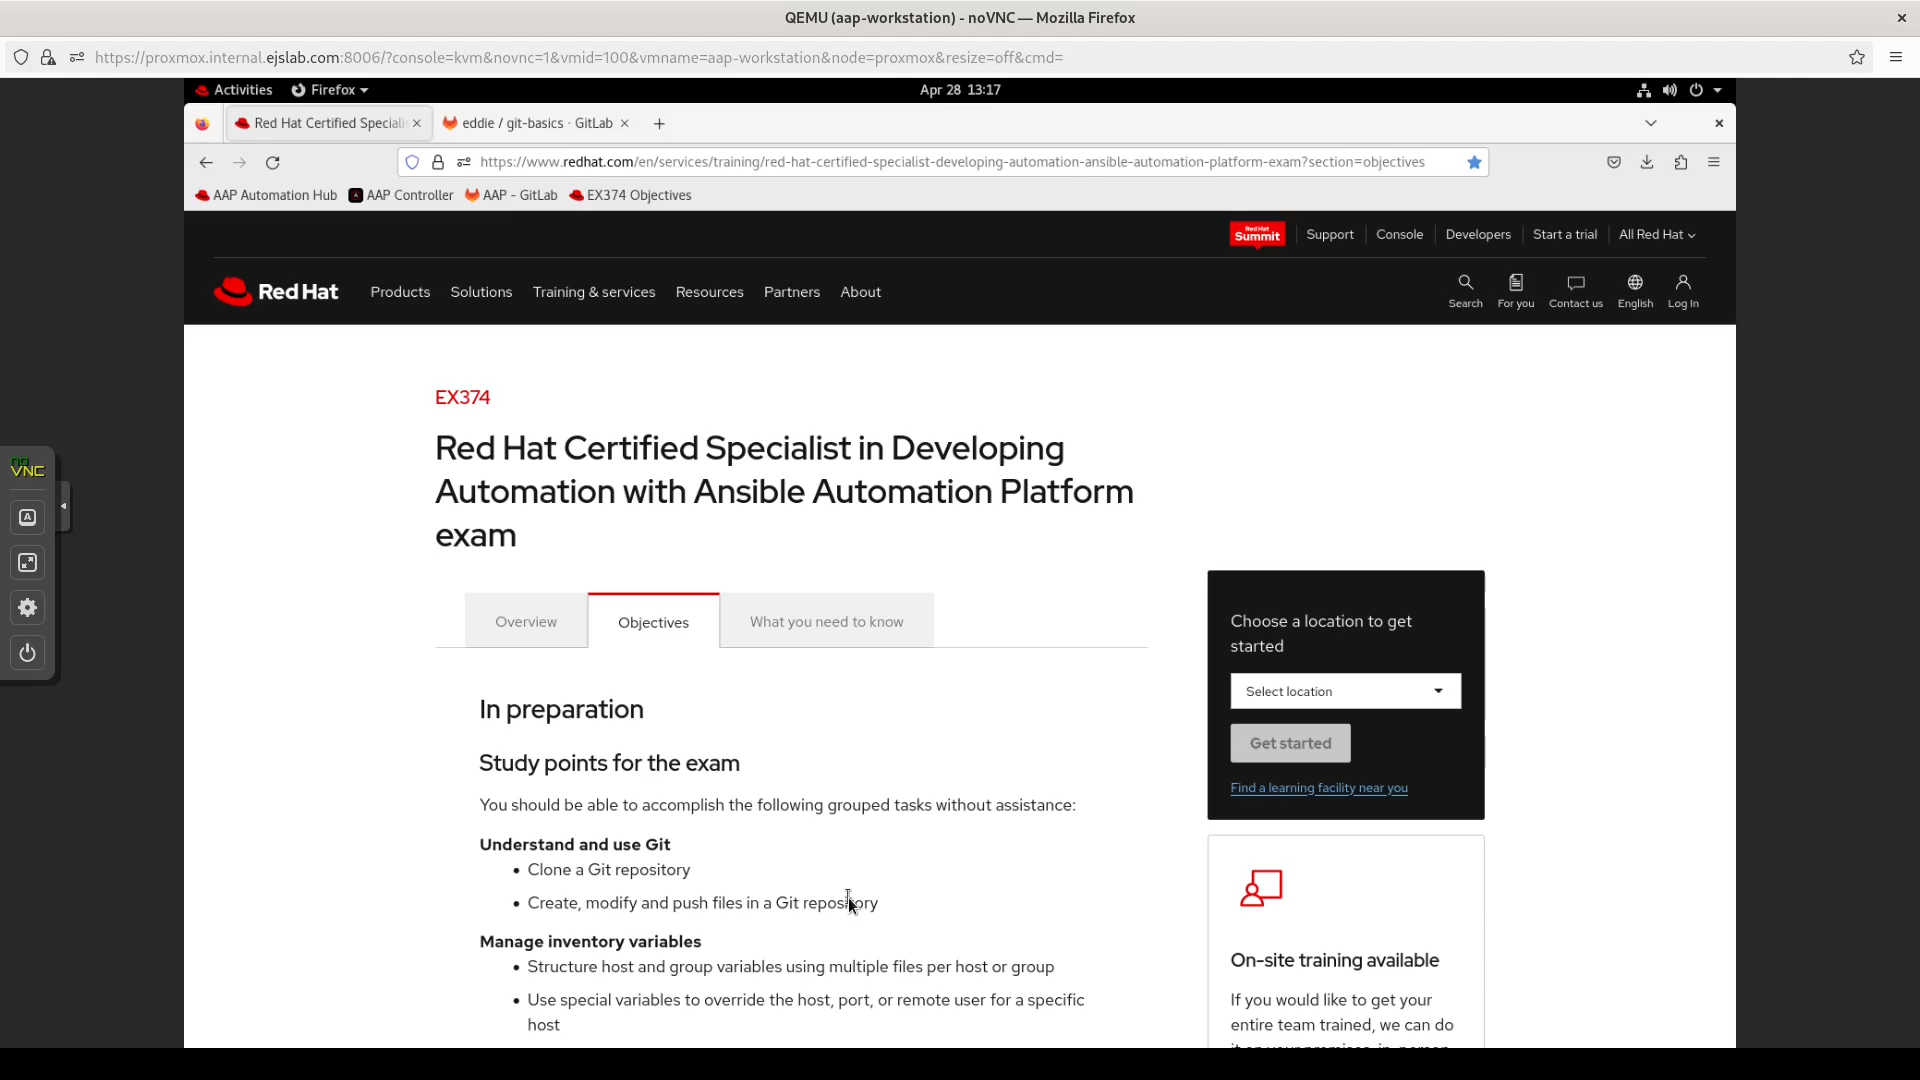 QEMU (aap-workstation) - noVNC — Mozilla Firefox
https://proxmox.internal.ejslab.com:8006/?console=kvm&novnc=1&vmid=100&vmname=aap-workstation&node=proxmox&resize=off&cmd=
Activities Firefox Apr 28 13:17
Red Hat Certified Speciali eddie / git-basics · GitLab
https://www.redhat.com/en/services/training/red-hat-certified-specialist-developing-automation-ansible-automation-platform-exam?section=objectives
AAP Automation Hub AAP Controller AAP - GitLab EX374 Objectives
Red Hat Summit Support Console Developers Start a trial All Red Hat
Red Hat Products Solutions Training & services Resources Partners About
Search For you Contact us English Log In
EX374
Red Hat Certified Specialist in Developing
Automation with Ansible Automation Platform
exam
Overview Objectives What you need to know
In preparation
Study points for the exam
You should be able to accomplish the following grouped tasks without assistance:
Understand and use Git
• Clone a Git repository
• Create, modify and push files in a Git repository
Manage inventory variables
• Structure host and group variables using multiple files per host or group
• Use special variables to override the host, port, or remote user for a specific
host
Choose a location to get
started
Select location
Get started
Find a learning facility near you
On-site training available
If you would like to get your
entire team trained, we can do
no
VNC
A